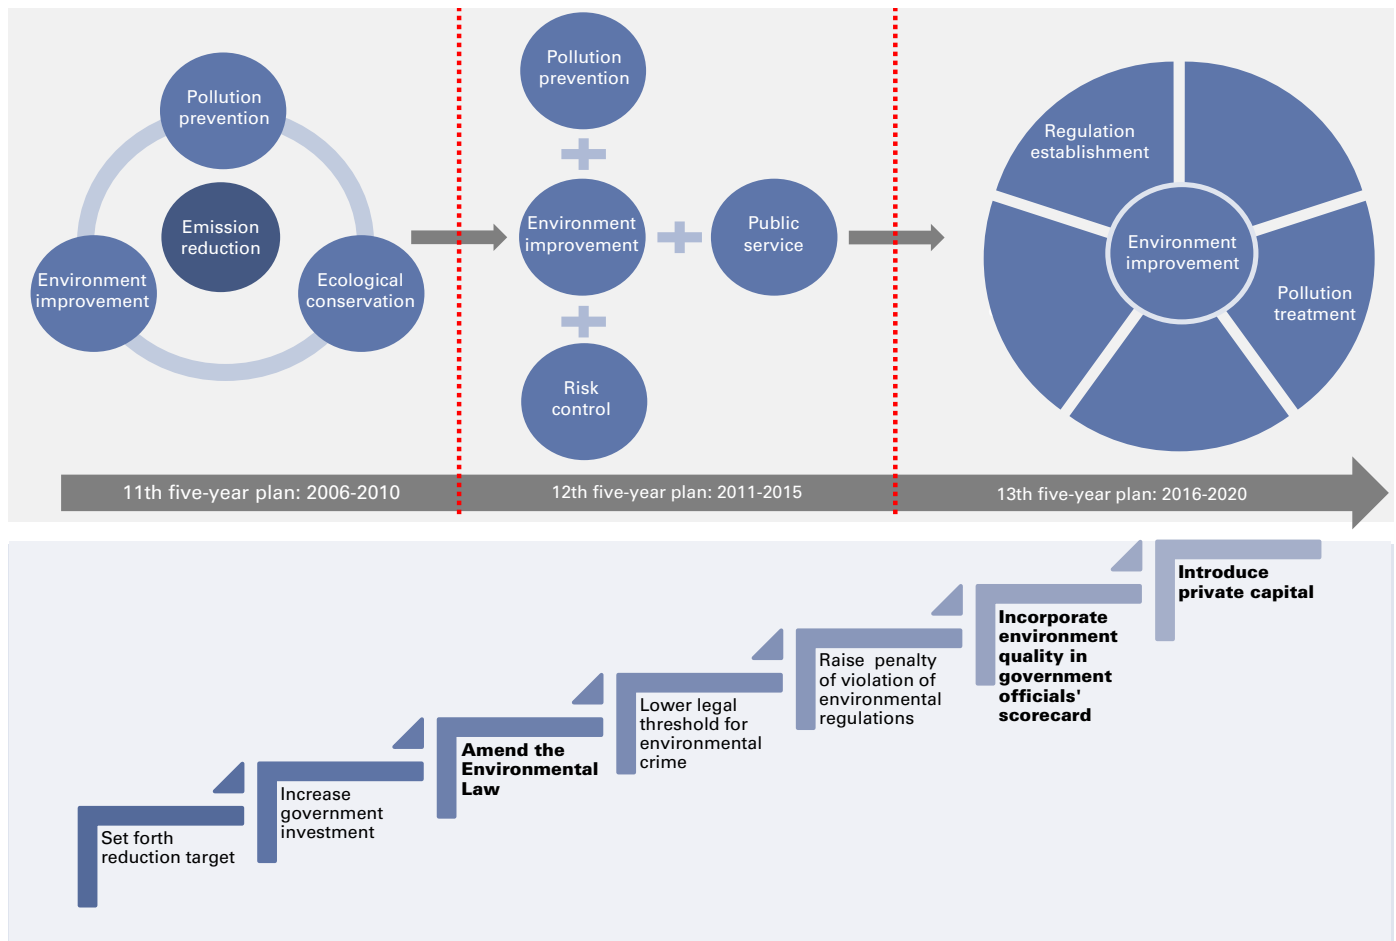 Pollution
prevention
Emission
reduction
Environment
improvement
Ecological
conservation
Pollution
prevention
Environment
improvement
Public
service
Risk
control
Regulation
establishment
Environment
improvement
Pollution
treatment
11th five-year plan: 2006-2010
12th five-year plan: 2011-2015
13th five-year plan: 2016-2020
Set forth
reduction target
Increase
government
investment
Amend the
Environmental
Law
Lower legal
threshold for
environmental
crime
Raise penalty
of violation of
environmental
regulations
Incorporate
environment
quality in
government
officials'
scorecard
Introduce
private capital